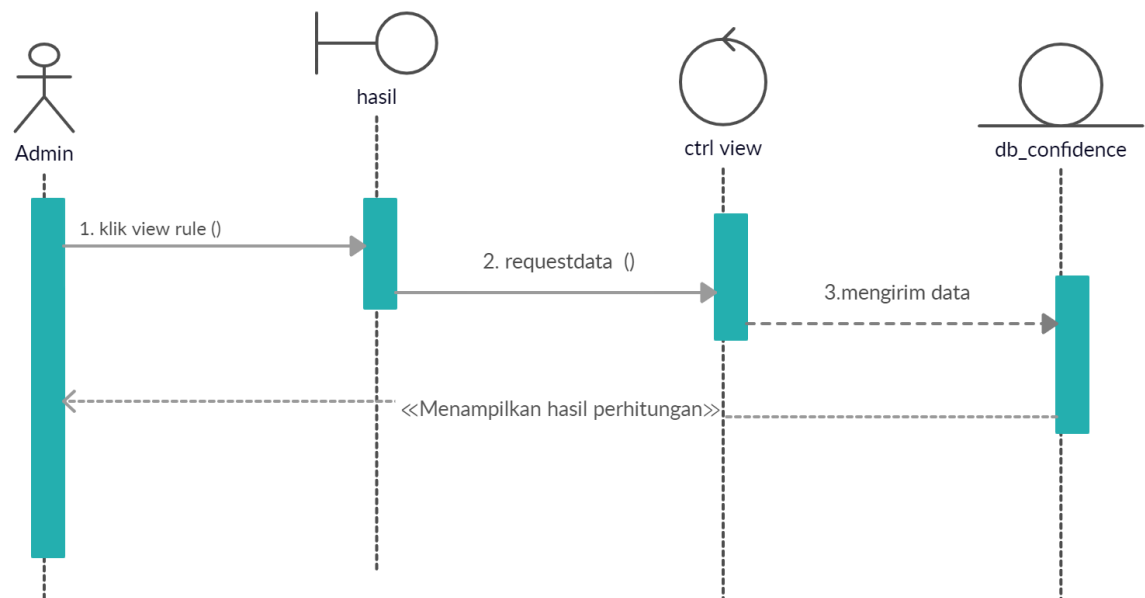 hasil
Admin
ctrl view
db_confidence
1. klik view rule ()
2. requestdata ()
3.mengirim data
≪Menampilkan hasil perhitungan≫